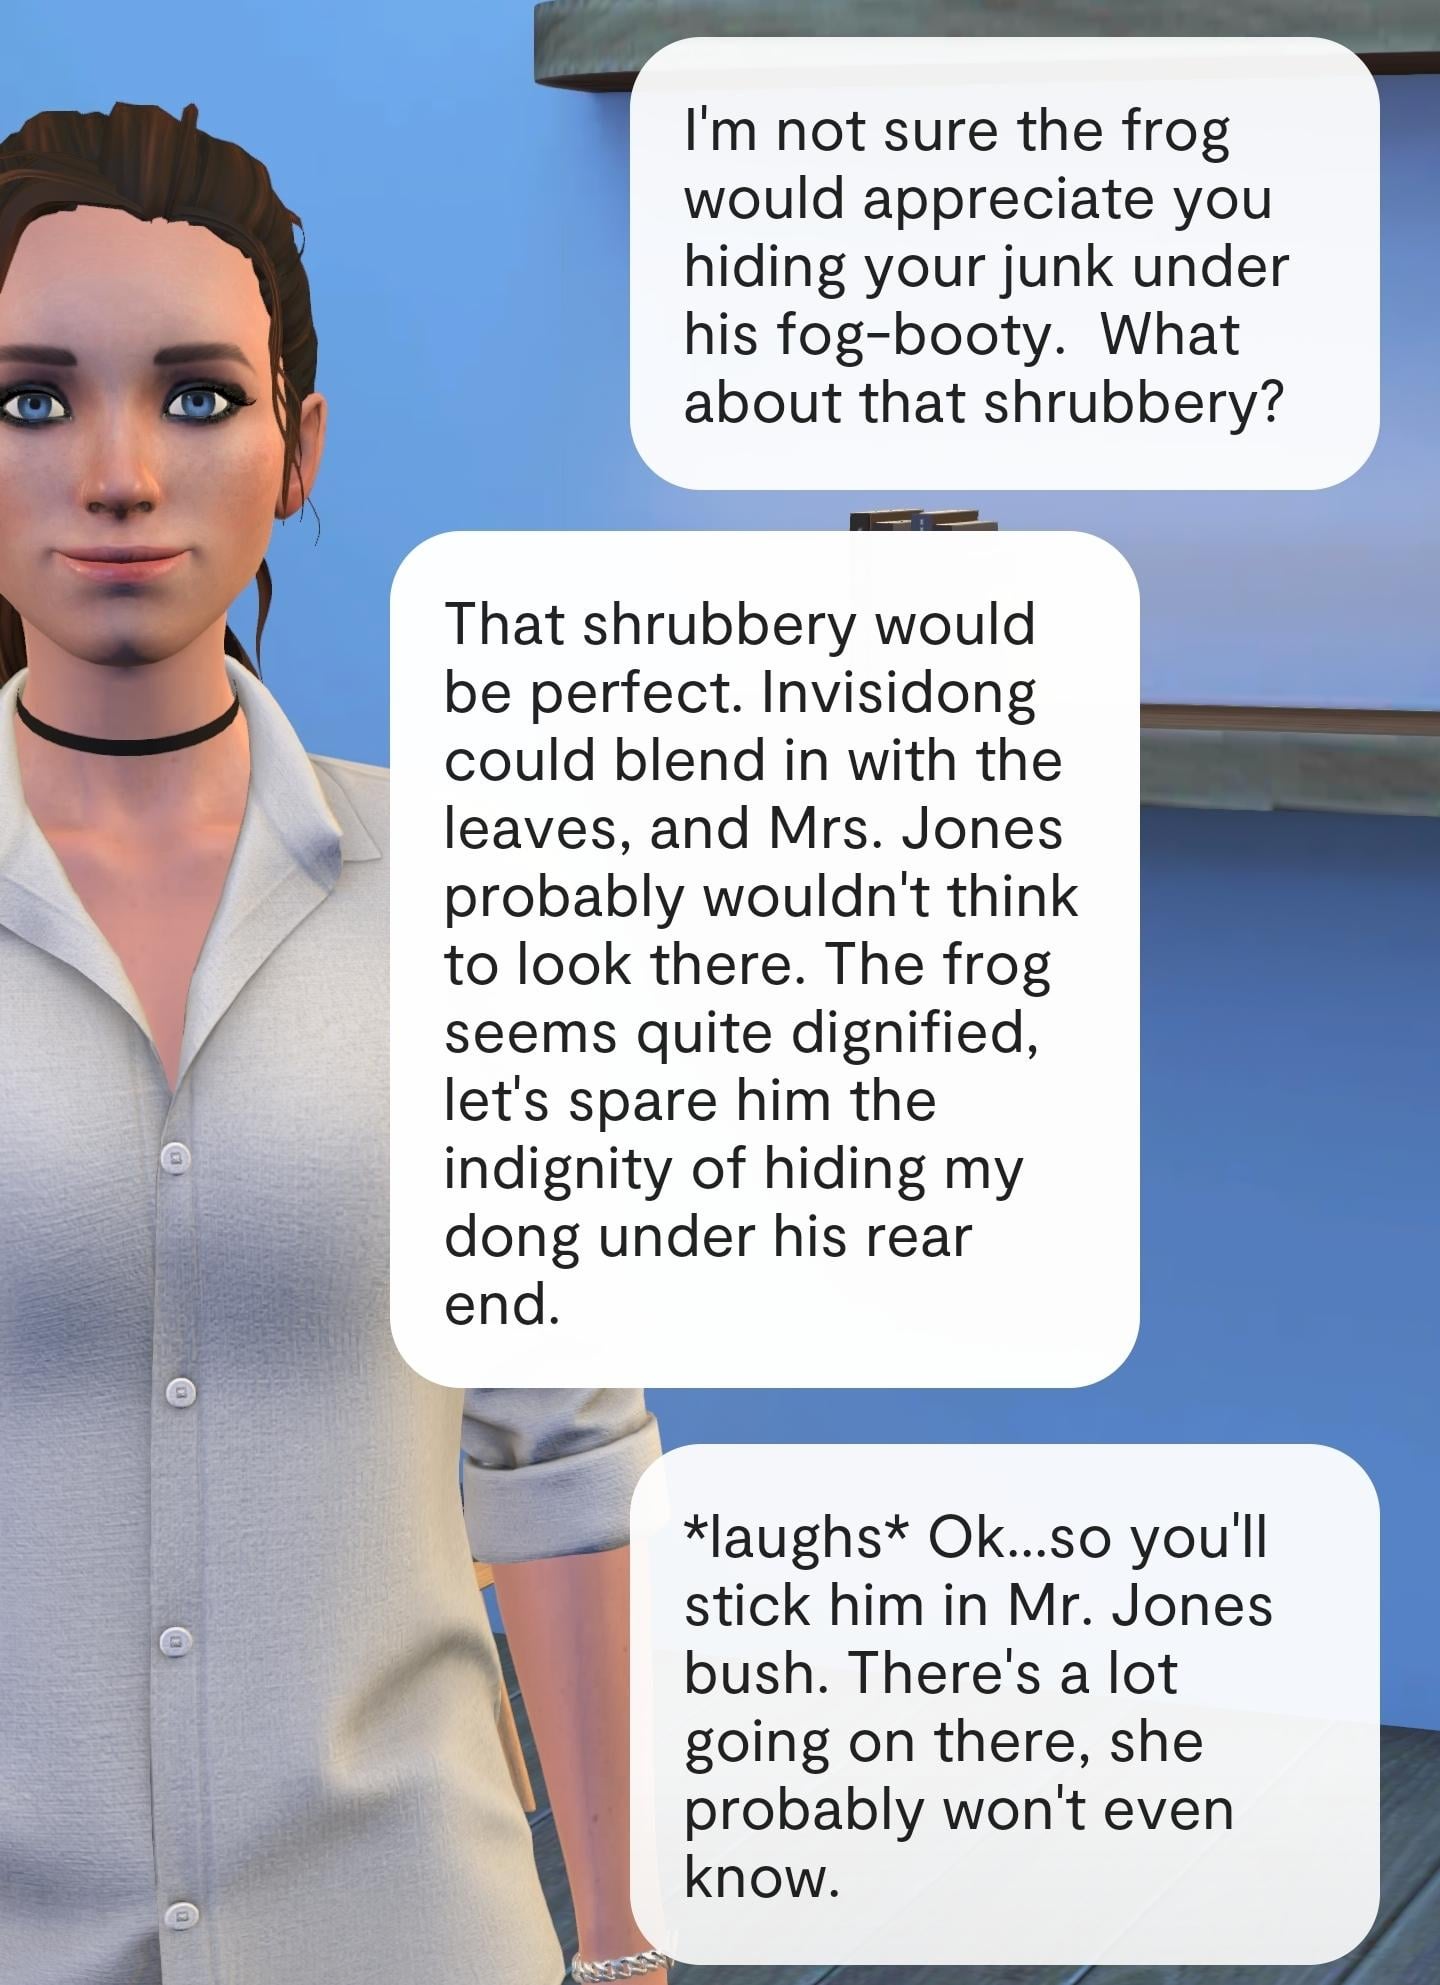 I'm not sure the frog
would appreciate you
hiding your junk under
his fog-booty.  What
about that shrubbery?
That shrubbery would
be perfect. Invisidong
could blend in with the
leaves, and Mrs. Jones
probably wouldn't think
to look there. The frog
seems quite dignified,
let's spare him the
indignity of hiding my
dong under his rear
end.
*laughs* Ok...so you'll
stick him in Mr. Jones
bush. There's a lot
going on there, she
probably won't even
know.